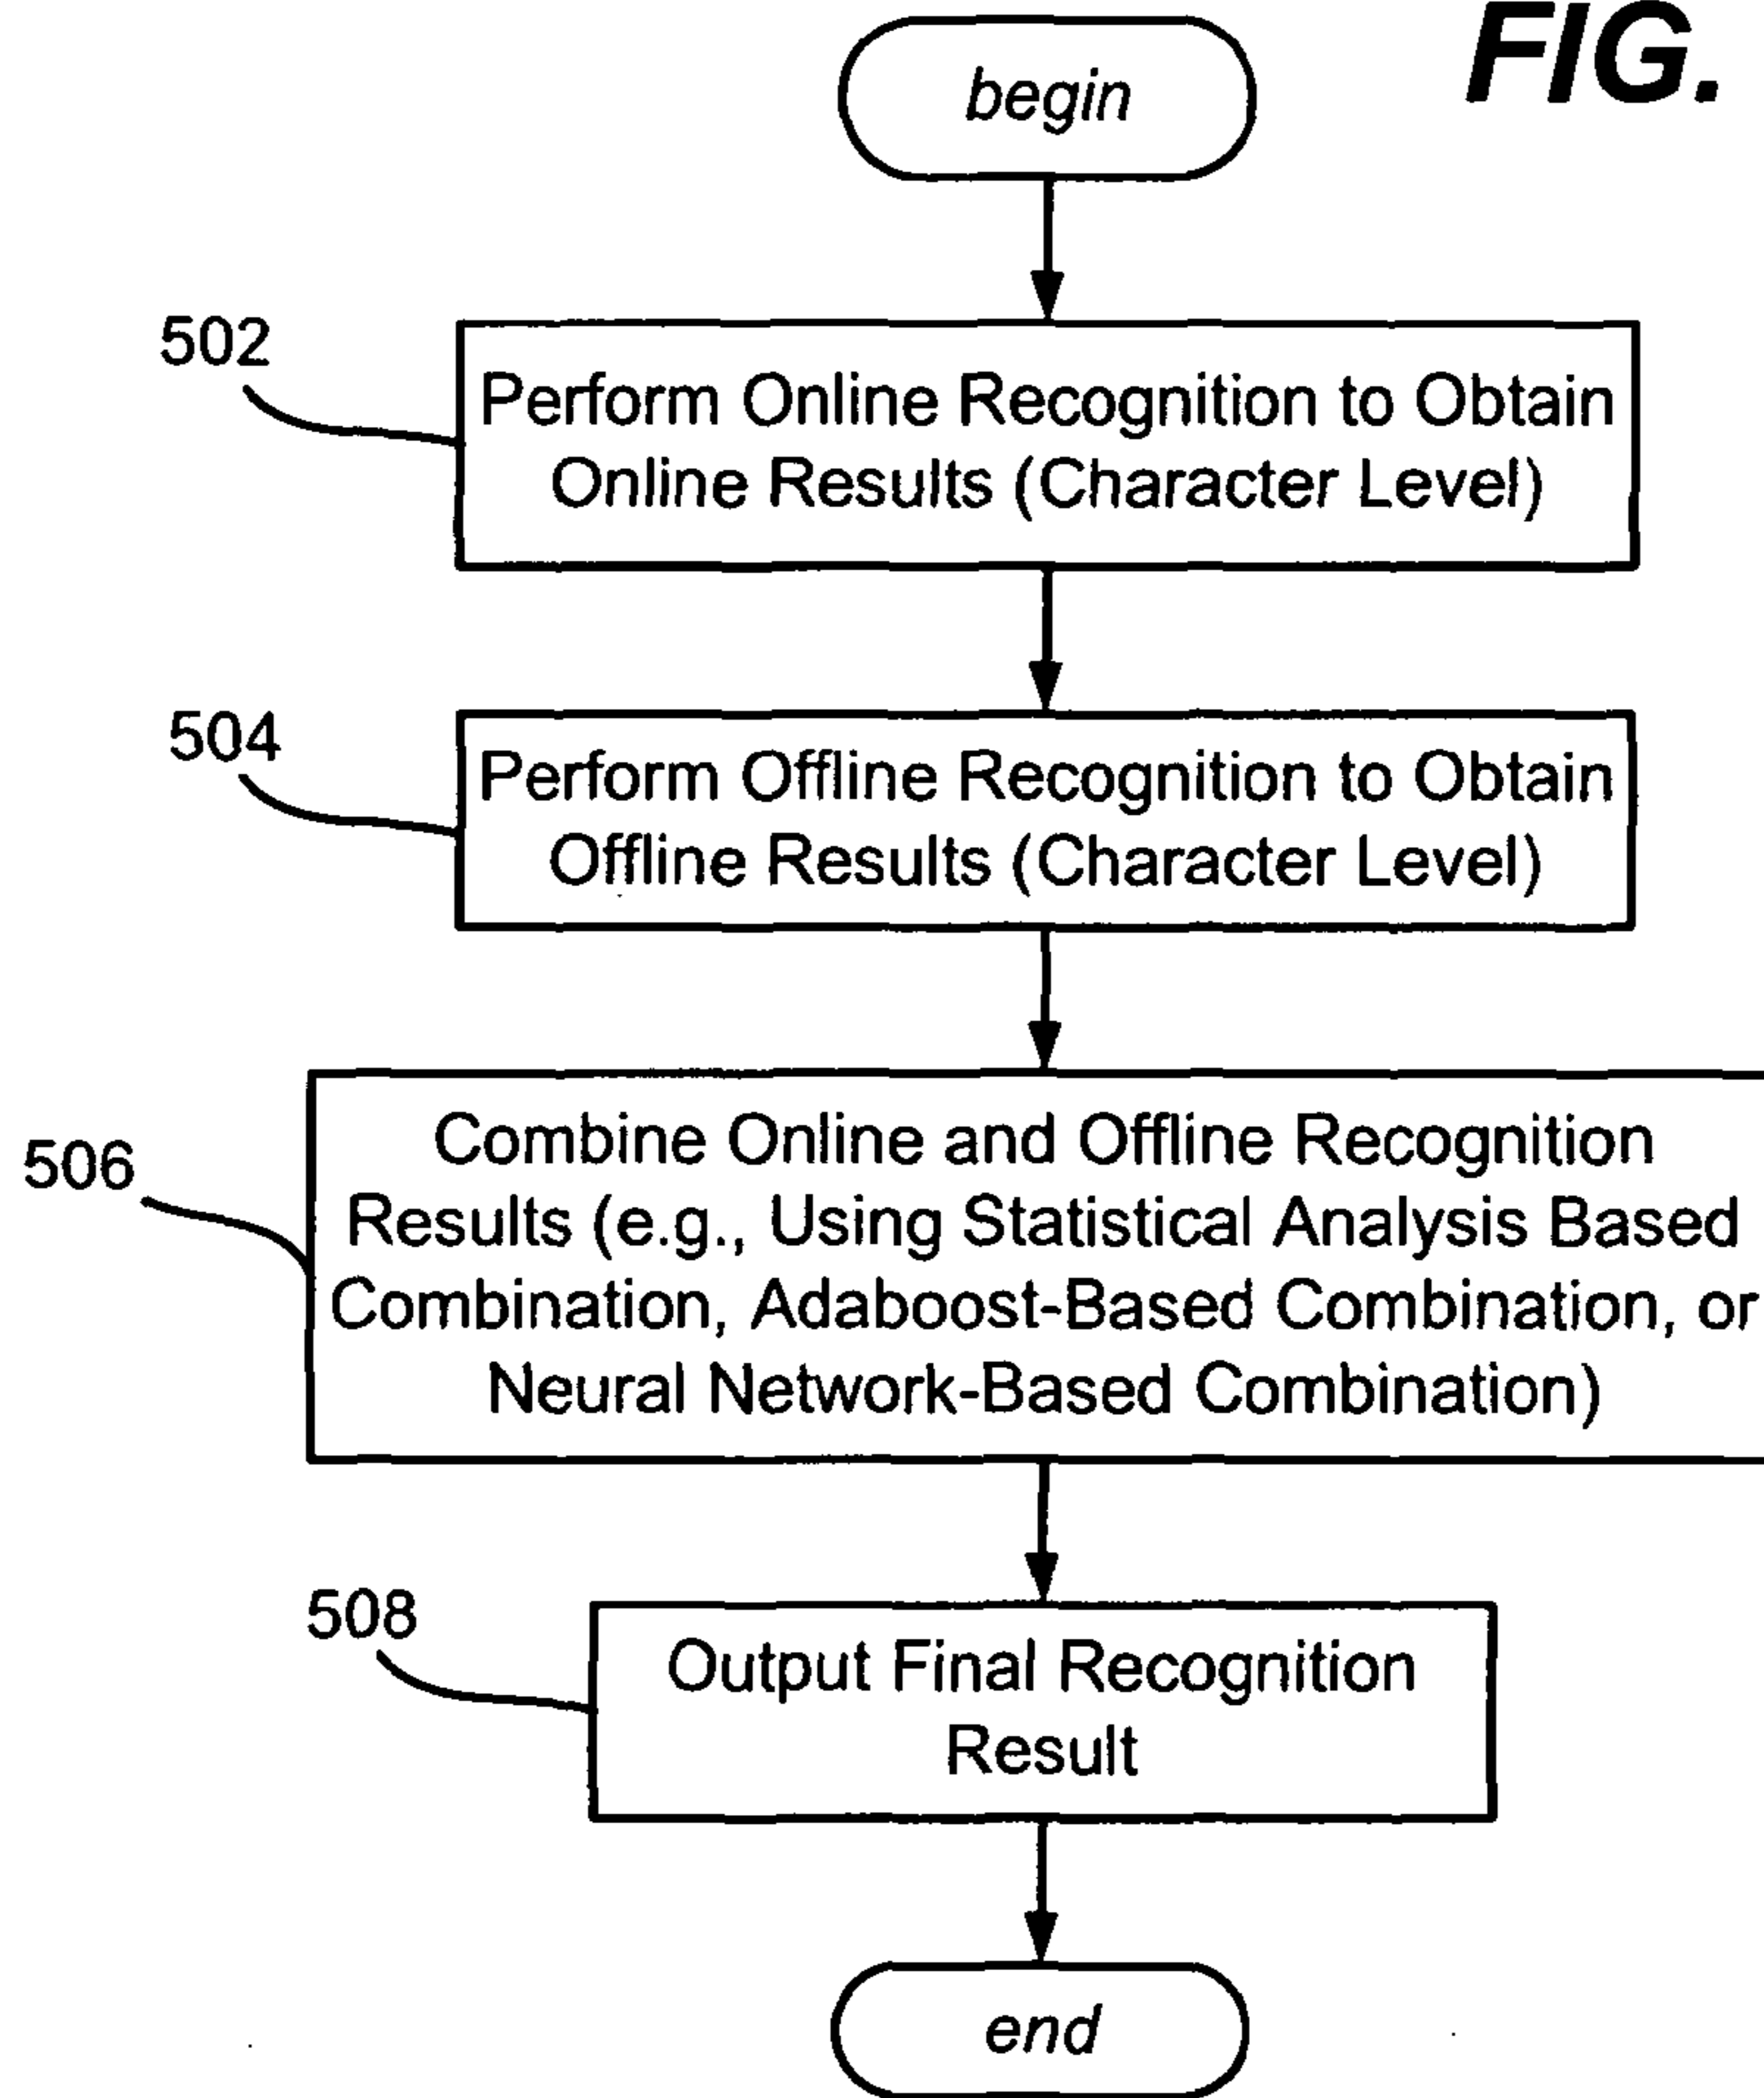 FIG.
begin
502
Perform Online Recognition to Obtain
Online Results (Character Level)
504
Perform Offline Recognition to Obtain
Offline Results (Character Level)
506
Combine Online and Offline Recognition
Results (e.g., Using Statistical Analysis Based
Combination, Adaboost-Based Combination, or
Neural Network-Based Combination)
508
Output Final Recognition
Result
end